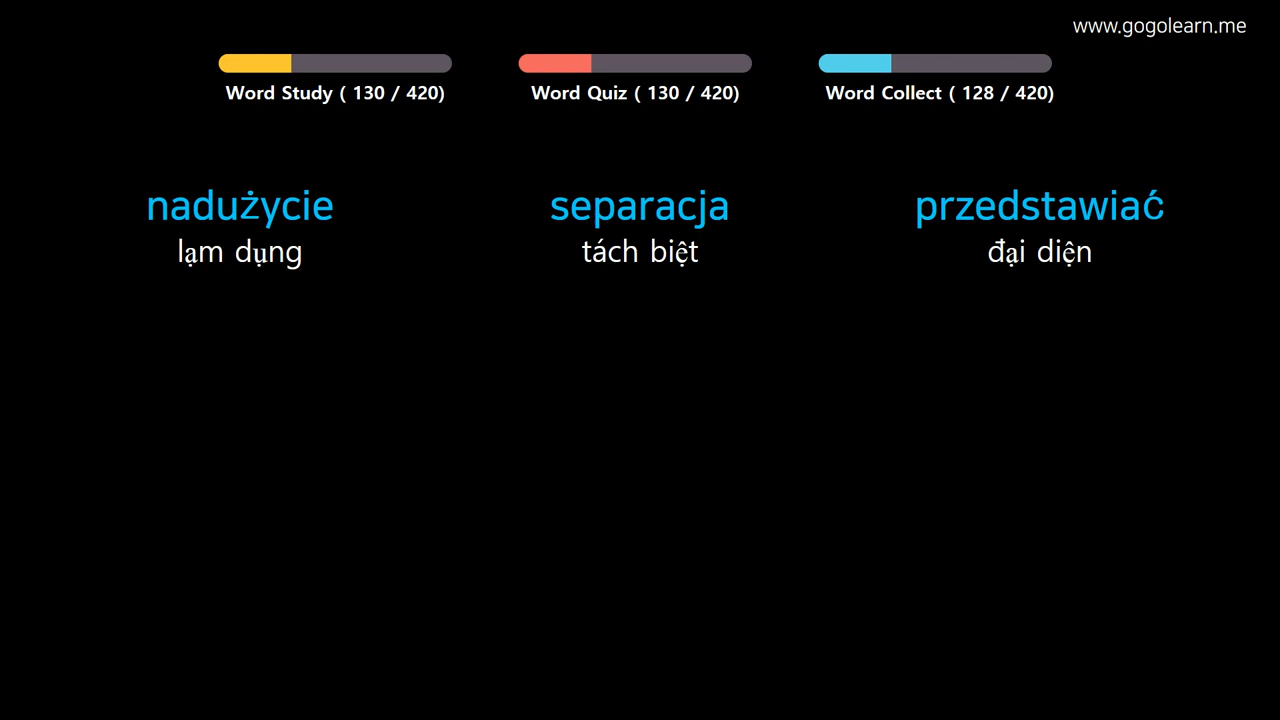 www.gogolearn.me
Word Study ( 130 / 420)
Word Quiz ( 130 / 420)
Word Collect ( 128 / 420)
nadużycie
lạm dụng
separacja
tách biệt
przedstawiać
đại diện